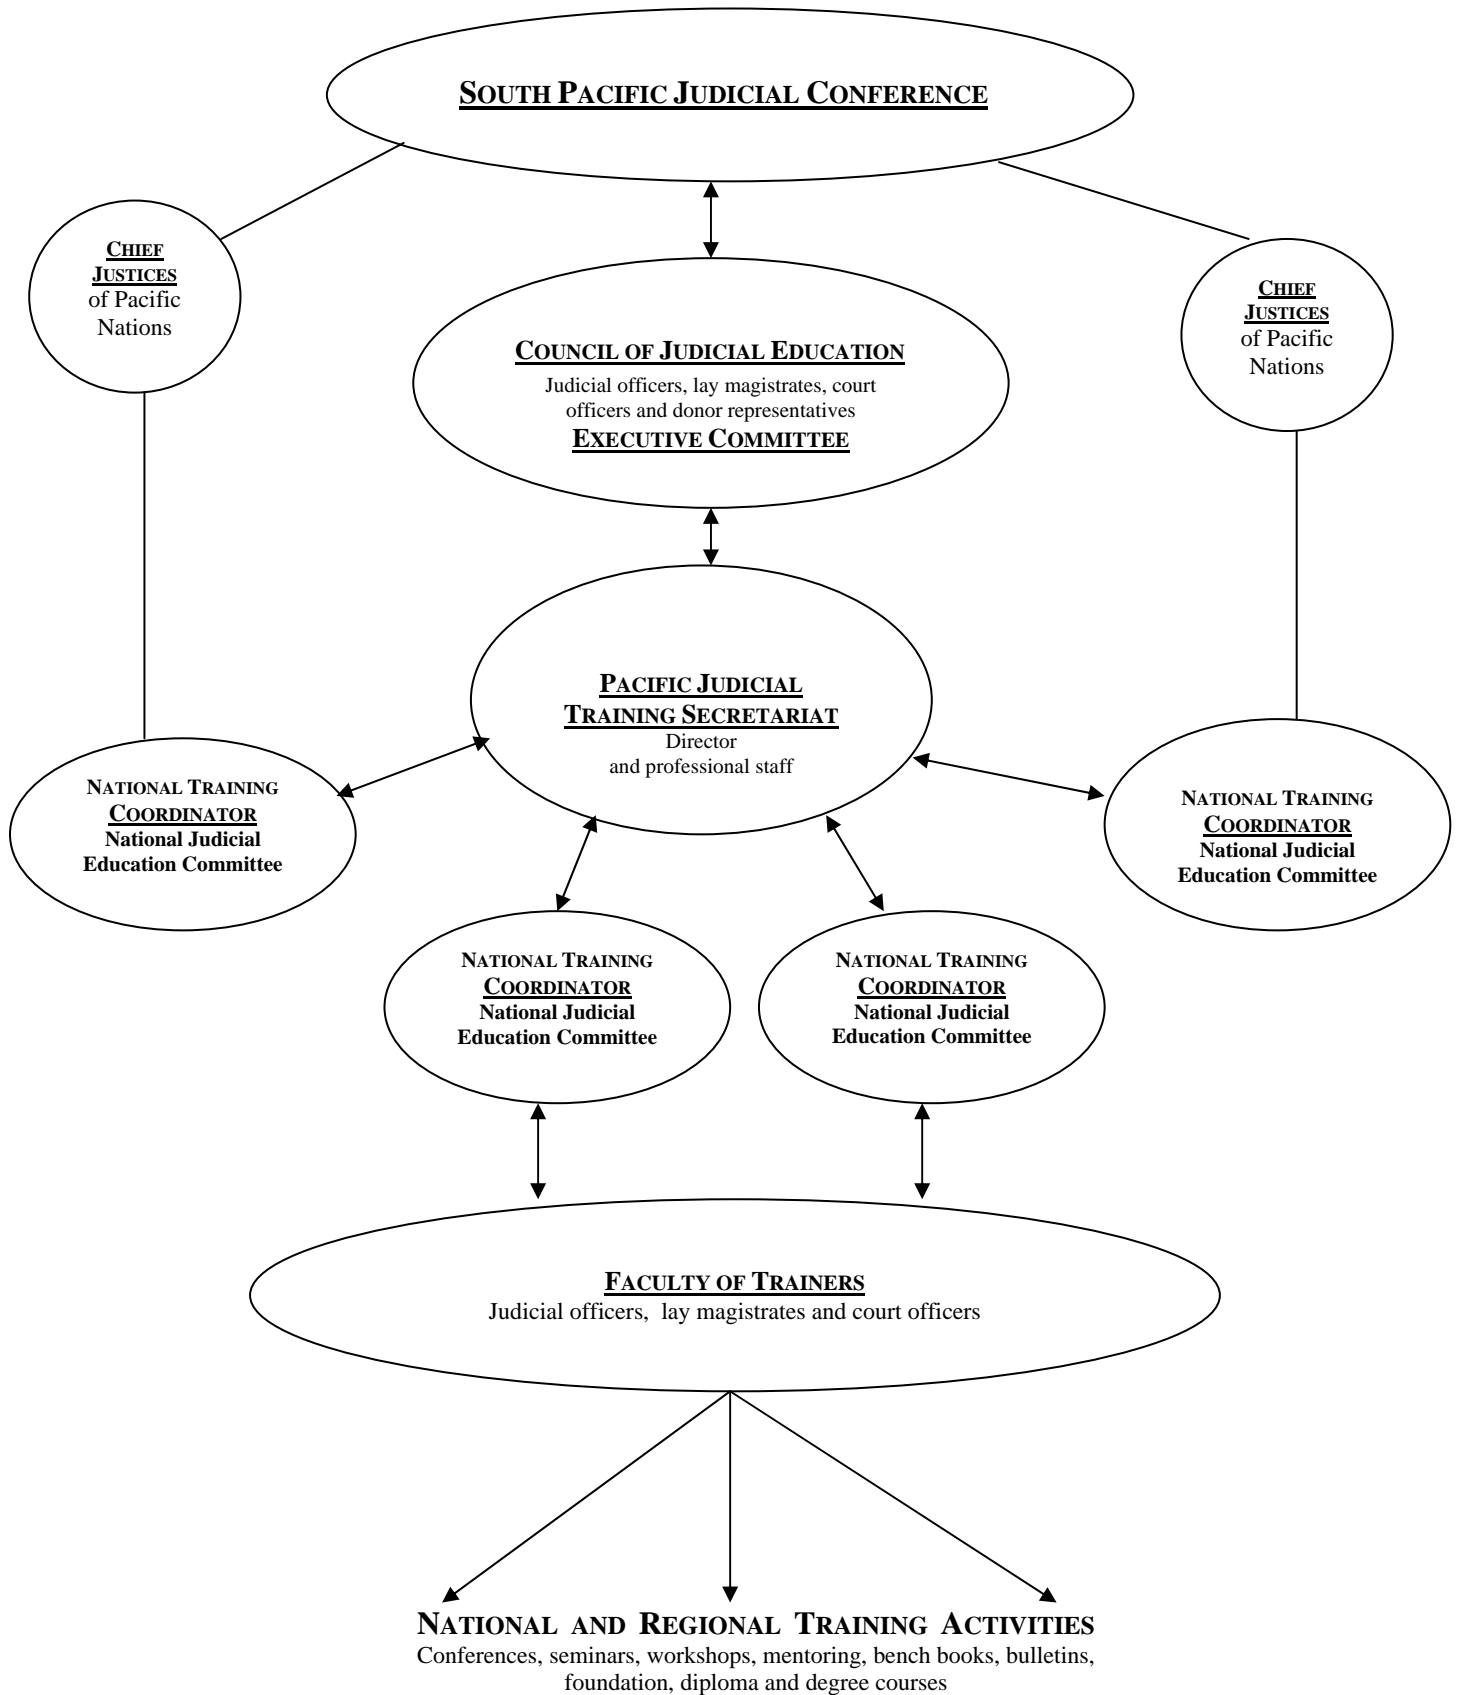 SOUTH PACIFIC JUDICIAL CONFERENCE
CHIEF
JUSTICES
of Pacific
Nations
CHIEF
JUSTICES
of Pacific
Nations
COUNCIL OF JUDICIAL EDUCATION
Judicial officers, lay magistrates, court
officers and donor representatives
EXECUTIVE COMMITTEE
PACIFIC JUDICIAL
TRAINING SECRETARIAT
Director
and professional staff
NATIONAL TRAINING
COORDINATOR
National Judicial
Education Committee
NATIONAL TRAINING
COORDINATOR
National Judicial
Education Committee
NATIONAL TRAINING
COORDINATOR
National Judicial
Education Committee
NATIONAL TRAINING
COORDINATOR
National Judicial
Education Committee
FACULTY OF TRAINERS
Judicial officers, lay magistrates and court officers
NATIONAL AND REGIONAL TRAINING ACTIVITIES
Conferences, seminars, workshops, mentoring, bench books, bulletins,
foundation, diploma and degree courses